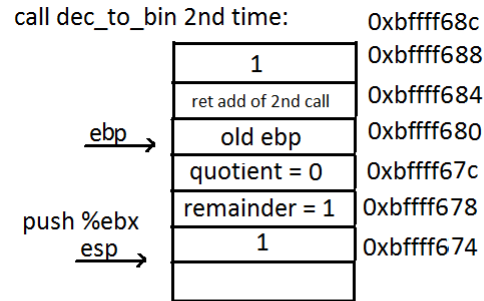 call dec_to_bin 2nd time:
0xbffff68c
1
0xbffff688
ret add of 2nd call
0xbffff684
ebp
old ebp
0xbffff680
quotient = 0
0xbffff67c
remainder = 1
0xbffff678
push %ebx
esp
1
0xbffff674